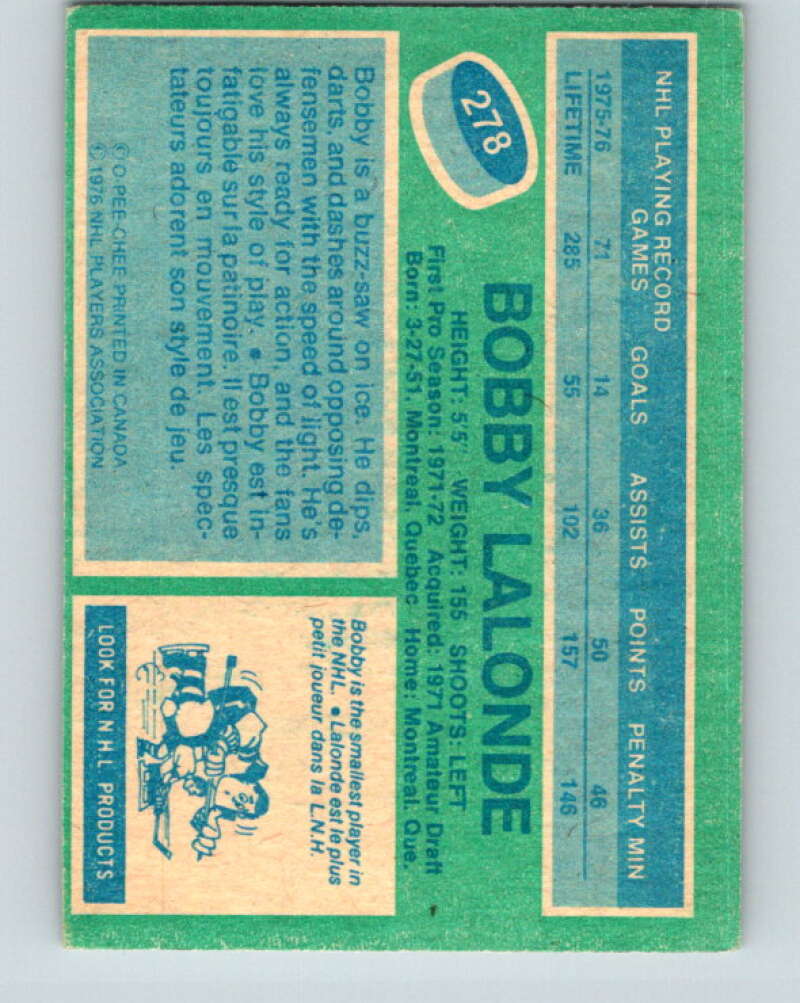 NHL PLAYING RECORD
GAMES GOALS ASSISTS POINTS PENALTY MIN
1975-76 71 14 36 50 46
LIFETIME 285 55 102 157 146
278
BOBBY LALONDE
HEIGHT: 5'5" WEIGHT: 155 SHOOTS: LEFT
First Pro Season: 1971-72 Acquired: 1971 Amateur Draft
Born: 3-27-51, Montreal, Quebec Home: Montreal, Que.
Bobby is a buzz-saw on ice. He dips,
darts, and dashes around opposing de-
fensemen with the speed of light. He's
always ready for action, and the fans
love his style of play. • Bobby est in-
fatigable sur la patinoire. Il est presque
toujours en mouvement. Les spec-
tateurs adorent son style de jeu.
© O-PEE-CHEE PRINTED IN CANADA
© 1976 NHL PLAYERS ASSOCIATION
Bobby is the smallest player in
the NHL. • Lalonde est le plus
petit joueur dans la L.N.H.
LOOK FOR NHL PRODUCTS